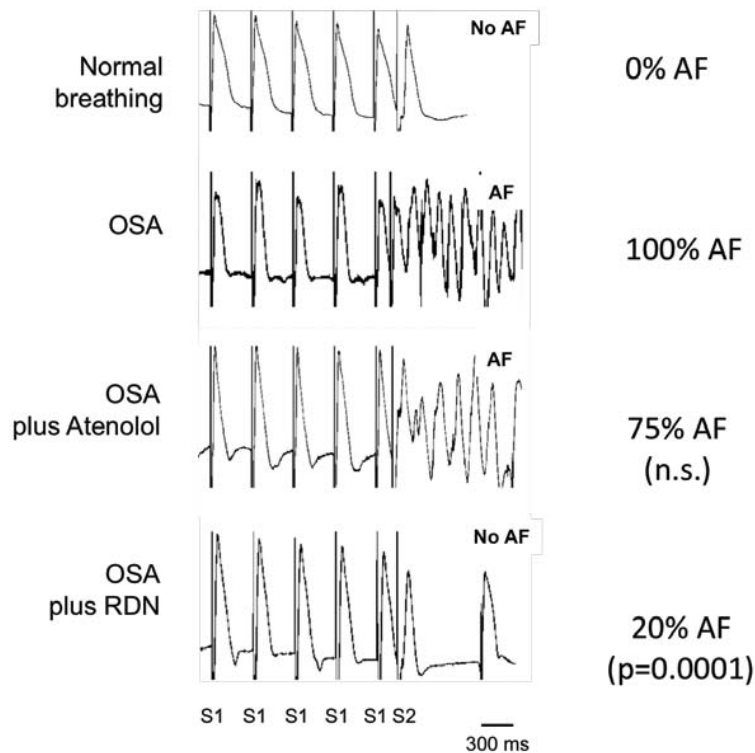 No AF
Normal
breathing
0% AF
AF
OSA
100% AF
AF
OSA
plus Atenolol
75% AF
(n.s.)
No AF
OSA
plus RDN
20% AF
(p=0.0001)
S1 S1 S1 S1 S1 S2
300 ms